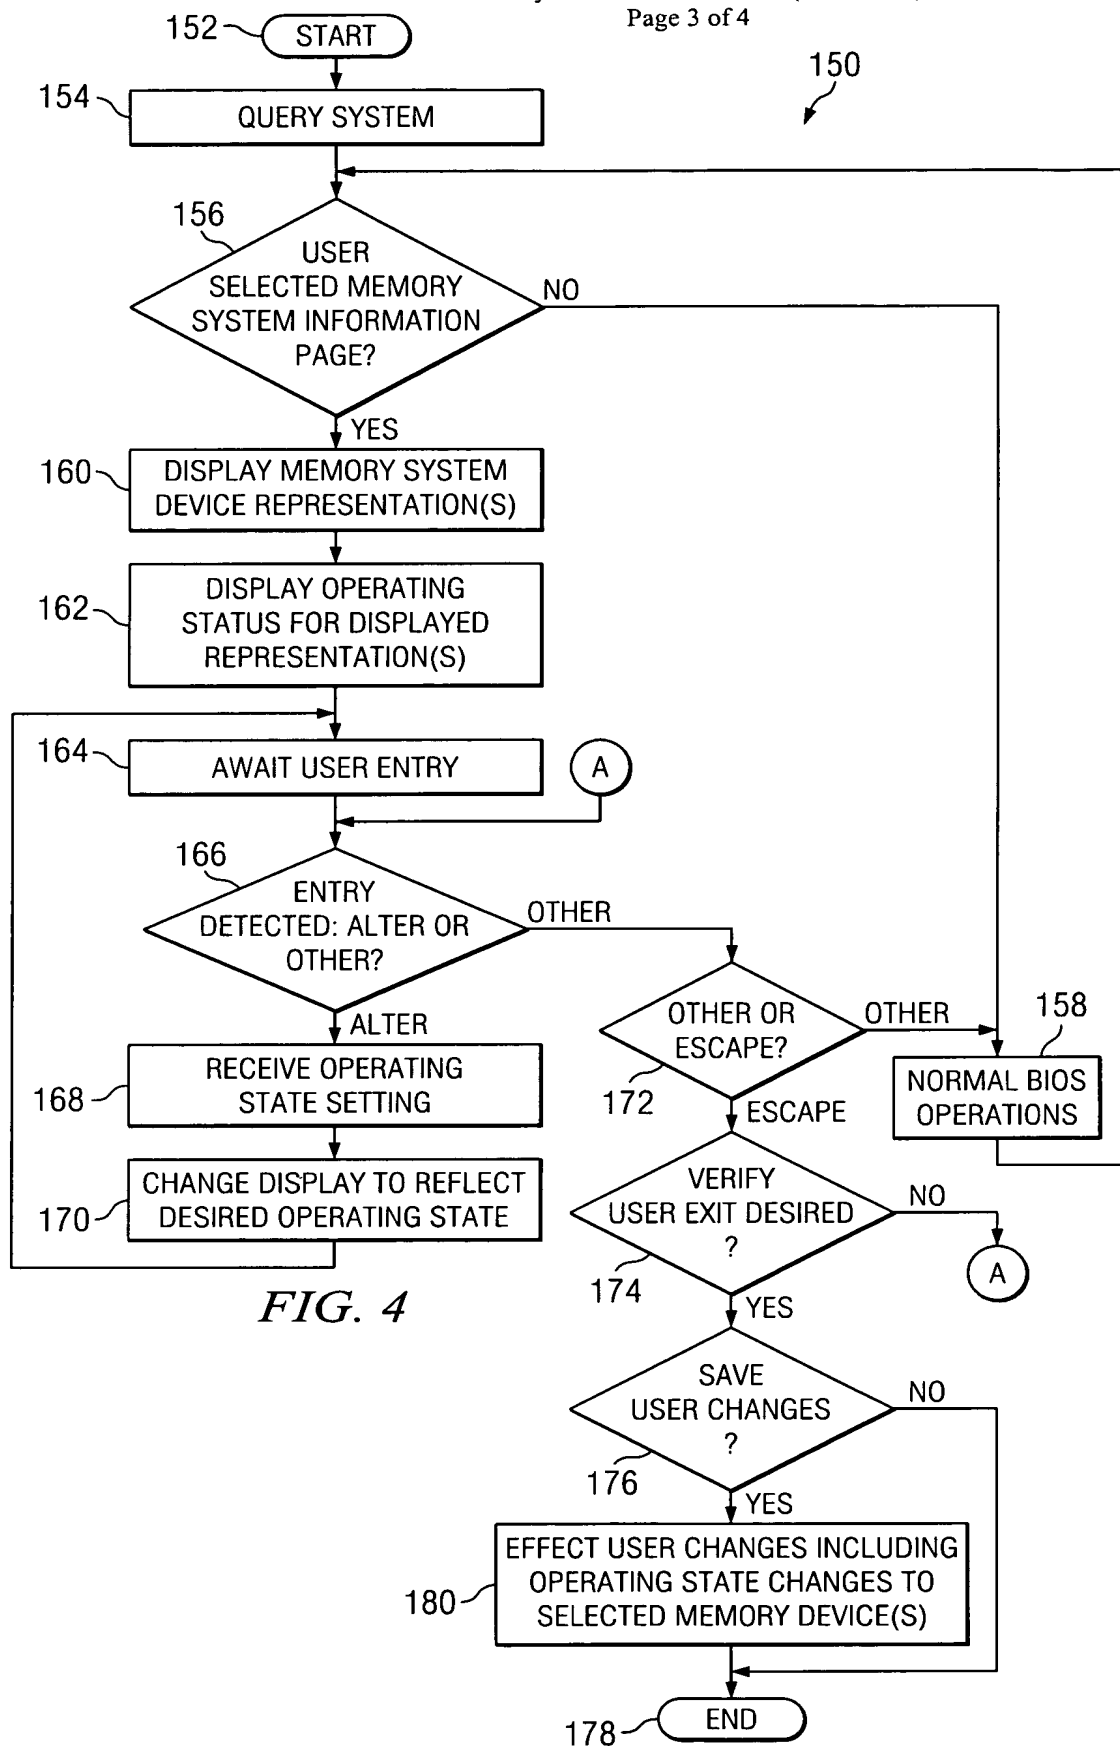 Page 3 of 4
152
START
150
154
QUERY SYSTEM
156
USER
SELECTED MEMORY
SYSTEM INFORMATION
PAGE?
NO
YES
160
DISPLAY MEMORY SYSTEM
DEVICE REPRESENTATION(S)
162
DISPLAY OPERATING
STATUS FOR DISPLAYED
REPRESENTATION(S)
164
AWAIT USER ENTRY
A
166
ENTRY
DETECTED: ALTER OR
OTHER?
OTHER
ALTER
OTHER OR
ESCAPE?
OTHER
172
ESCAPE
158
NORMAL BIOS
OPERATIONS
168
RECEIVE OPERATING
STATE SETTING
170
CHANGE DISPLAY TO REFLECT
DESIRED OPERATING STATE
VERIFY
USER EXIT DESIRED
?
NO
174
A
YES
FIG. 4
SAVE
USER CHANGES
?
NO
176
YES
180
EFFECT USER CHANGES INCLUDING
OPERATING STATE CHANGES TO
SELECTED MEMORY DEVICE(S)
178
END